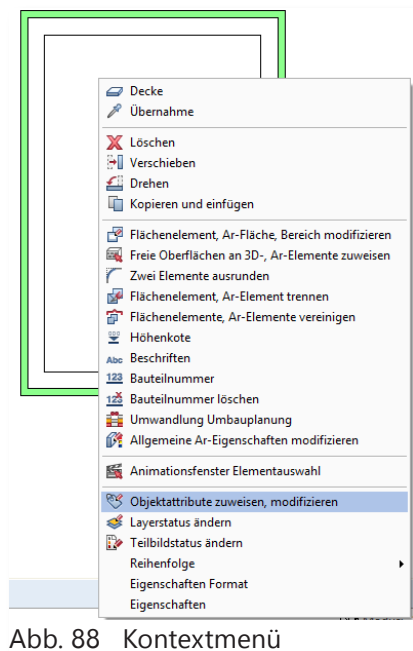 Decke
Übernahme
Löschen
Verschieben
Drehen
Kopieren und einfügen
Flächenelement, Ar-Fläche, Bereich modifizieren
Freie Oberflächen an 3D-, Ar-Elemente zuweisen
Zwei Elemente ausrunden
Flächenelement, Ar-Element trennen
Flächenelemente, Ar-Elemente vereinigen
Höhenkote
Abc Beschriften
123 Bauteilnummer
123 Bauteilnummer löschen
Umwandlung Umbauplanung
Allgemeine Ar-Eigenschaften modifizieren
Animationsfenster Elementauswahl
Objektattribute zuweisen, modifizieren
Layerstatus ändern
Teilbildstatus ändern
Reihenfolge
Eigenschaften Format
Eigenschaften
Abb. 88 Kontextmenü